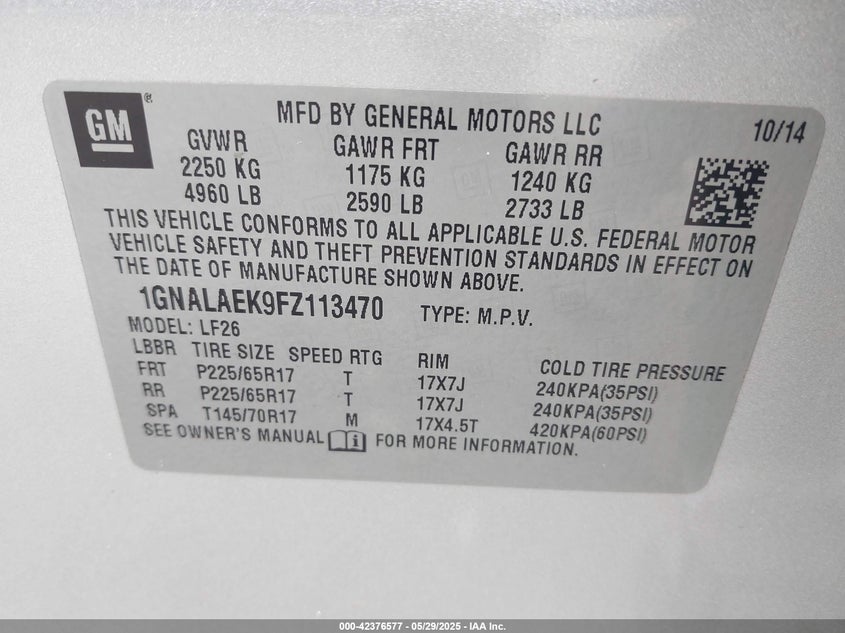 GM®
MFD BY GENERAL MOTORS LLC
10/14
GVWR GAWR FRT GAWR RR
2250 KG 1175 KG 1240 KG
4960 LB 2590 LB 2733 LB
THIS VEHICLE CONFORMS TO ALL APPLICABLE U.S. FEDERAL MOTOR
VEHICLE SAFETY AND THEFT PREVENTION STANDARDS IN EFFECT ON
THE DATE OF MANUFACTURE SHOWN ABOVE.
1GNALAEK9FZ113470 TYPE: M.P.V.
MODEL: LF26
LBBR TIRE SIZE SPEED RTG RIM COLD TIRE PRESSURE
FRT P225/65R17 T 17X7J 240KPA(35PSI)
RR P225/65R17 T 17X7J 240KPA(35PSI)
SPA T145/70R17 M 17X4.5T 420KPA(60PSI)
SEE OWNER'S MANUAL FOR MORE INFORMATION.
000-42376577 - 05/29/2025 - IAA Inc.